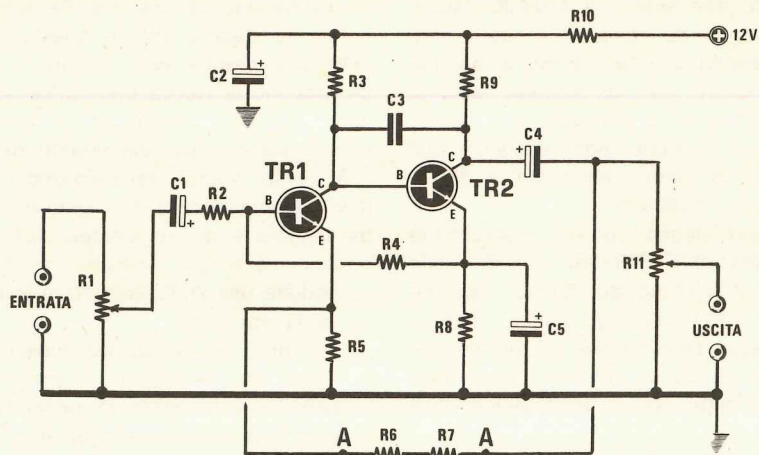 R10
12V
C2
+
R3
R9
C3
C4
+
TR1
C
B
E
TR2
C
B
E
C1
+
R2
R4
R11
ENTRATA
R1
R5
R8
+
C5
USCITA
A
R6
R7
A